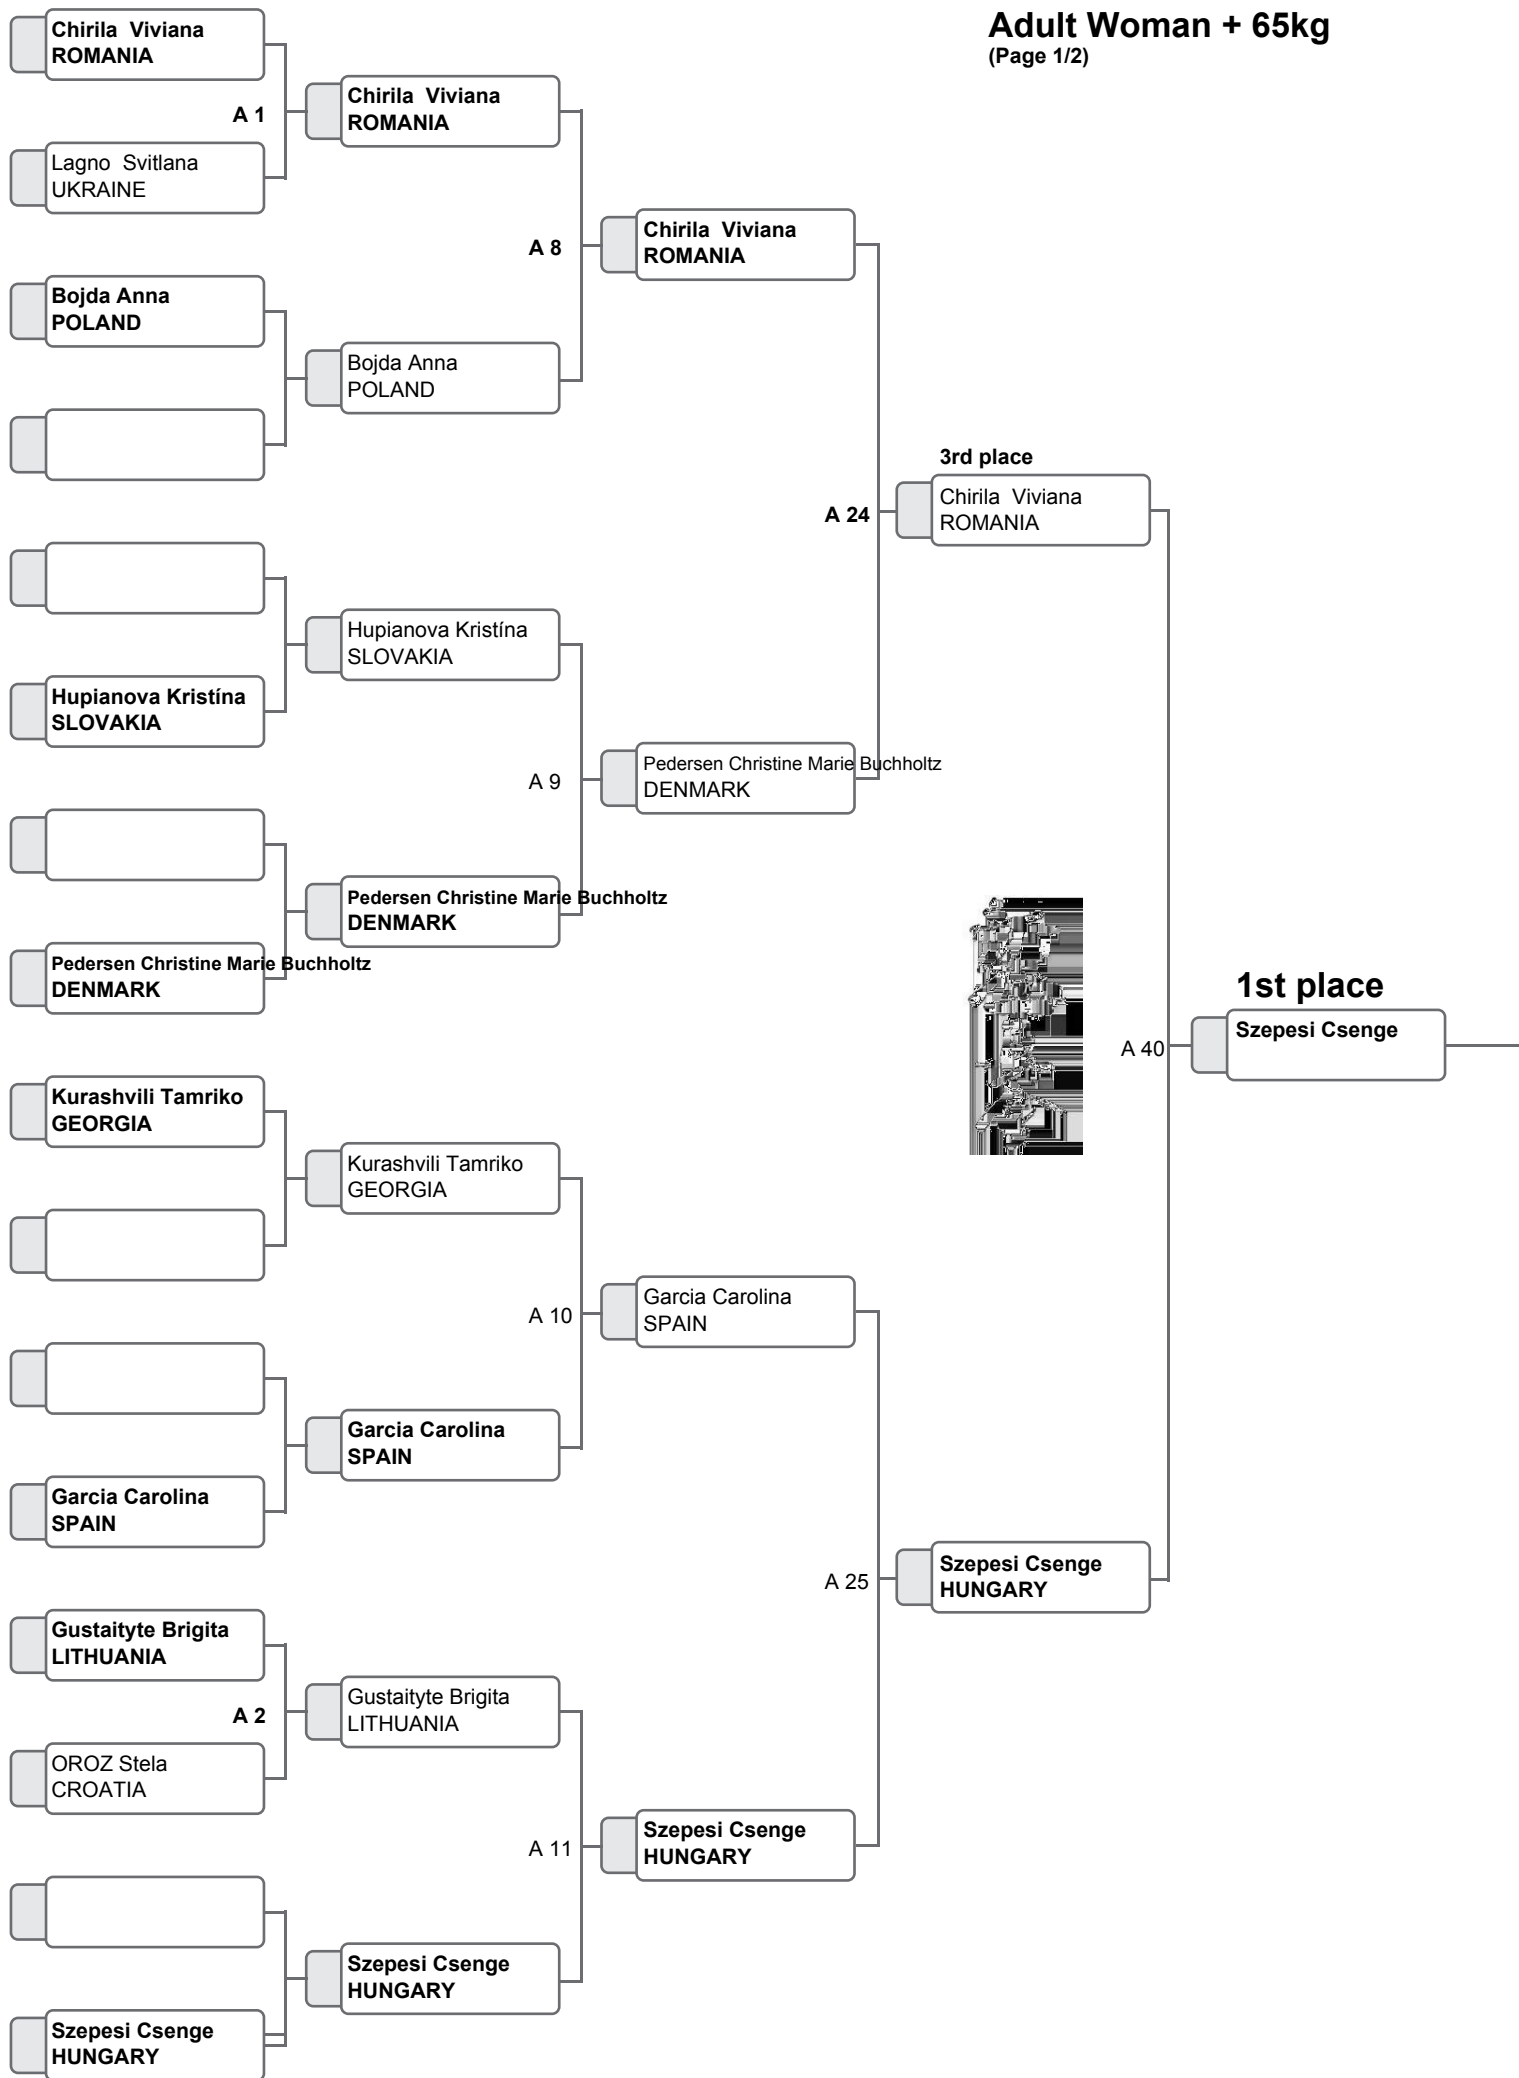 Adult Woman + 65kg
(Page 1/2)
Chirila Viviana
ROMANIA
A 1
Lagno Svitlana
UKRAINE
Bojda Anna
POLAND
Hupianova Kristína
SLOVAKIA
Pedersen Christine Marie Buchholtz
DENMARK
Kurashvili Tamriko
GEORGIA
Garcia Carolina
SPAIN
Gustaityte Brigita
LITHUANIA
A 2
OROZ Stela
CROATIA
Szepesi Csenge
HUNGARY
Chirila Viviana
ROMANIA
A 8
Bojda Anna
POLAND
Hupianova Kristína
SLOVAKIA
A 9
Pedersen Christine Marie Buchholtz
DENMARK
Kurashvili Tamriko
GEORGIA
A 10
Garcia Carolina
SPAIN
Gustaityte Brigita
LITHUANIA
A 11
Szepesi Csenge
HUNGARY
Chirila Viviana
ROMANIA
A 24
Pedersen Christine Marie Buchholtz
DENMARK
Garcia Carolina
SPAIN
A 25
Szepesi Csenge
HUNGARY
3rd place
Chirila Viviana
ROMANIA
A 40
Szepesi Csenge
HUNGARY
1st place
Szepesi Csenge